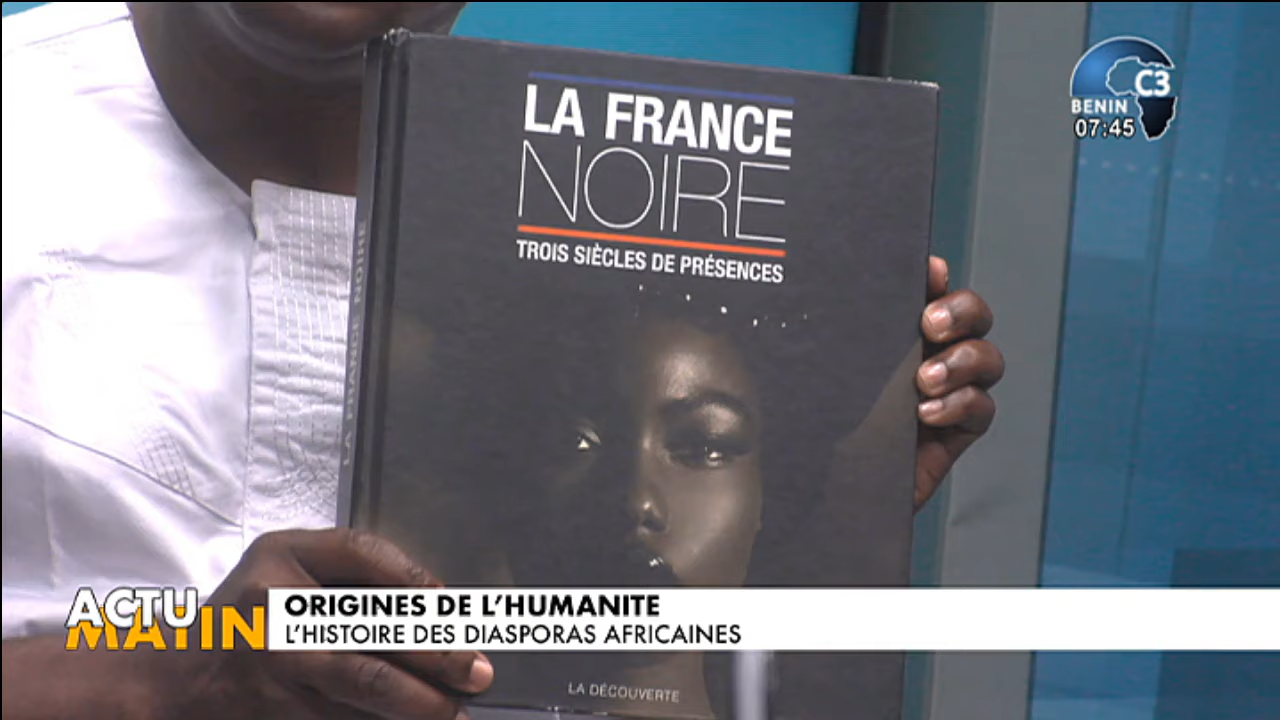 LA FRANCE
NOIRE
TROIS SIÈCLES DE PRÉSENCES
LA FRANCE NOIRE
C3
BENIN
07:45
ACTU
MATIN
ORIGINES DE L'HUMANITE
L'HISTOIRE DES DIASPORAS AFRICAINES
LA DÉCOUVERTE